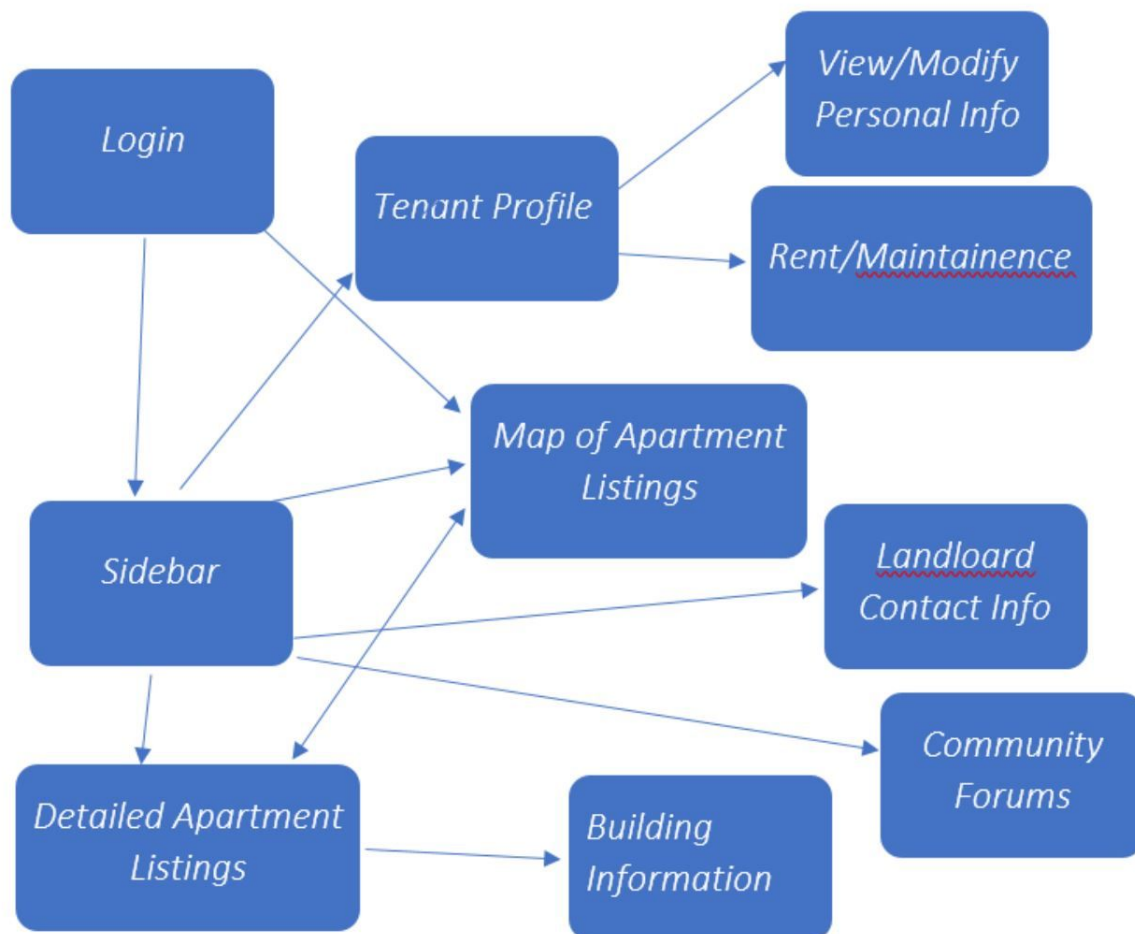 Login
View/Modify
Personal Info
Tenant Profile
Rent/Maintainence
Map of Apartment
Listings
Sidebar
Landloard
Contact Info
Community
Forums
Detailed Apartment
Listings
Building
Information